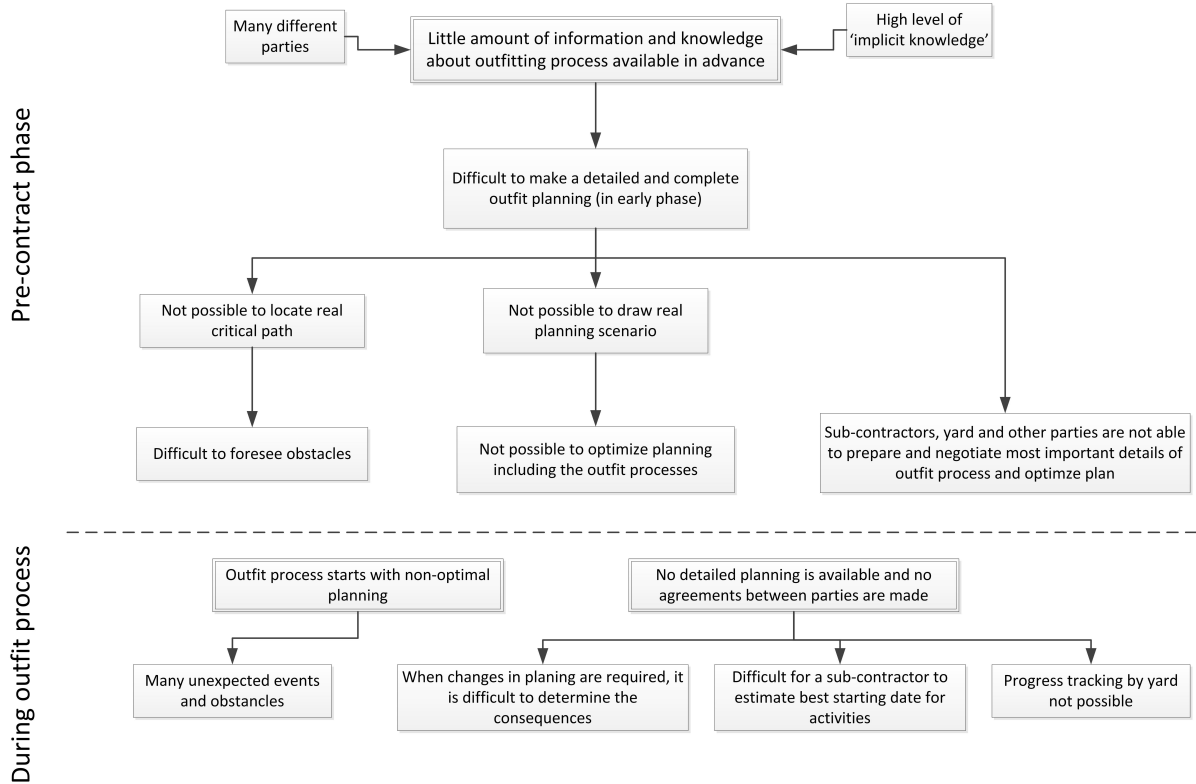 Many different
parties
Little amount of information and knowledge
about outfitting process available in advance
High level of
‘implicit knowledge’
Pre-contract phase
Difficult to make a detailed and complete
outfit planning (in early phase)
Not possible to locate real
critical path
Not possible to draw real
planning scenario
Difficult to foresee obstacles
Not possible to optimize planning
including the outfit processes
Sub-contractors, yard and other parties are not able
to prepare and negotiate most important details of
outfit process and optimze plan
During outfit process
Outfit process starts with non-optimal
planning
No detailed planning is available and no
agreements between parties are made
Many unexpected events
and obstancles
When changes in planing are required, it
is difficult to determine the
consequences
Difficult for a sub-contractor to
estimate best starting date for
activities
Progress tracking by yard
not possible